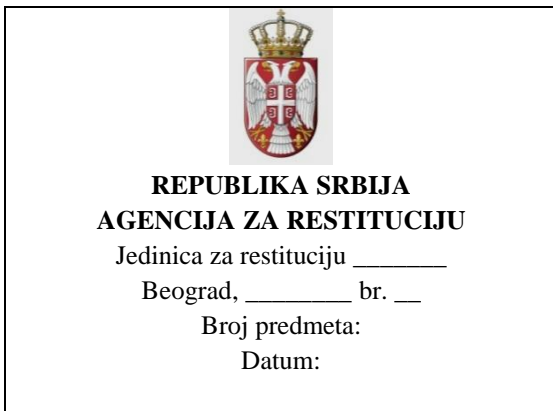 REPUBLIKA SRBIJA
AGENCIJA ZA RESTITUCIJU
Jedinica za restituciju _______
Beograd, ________ br. __
Broj predmeta:
Datum: